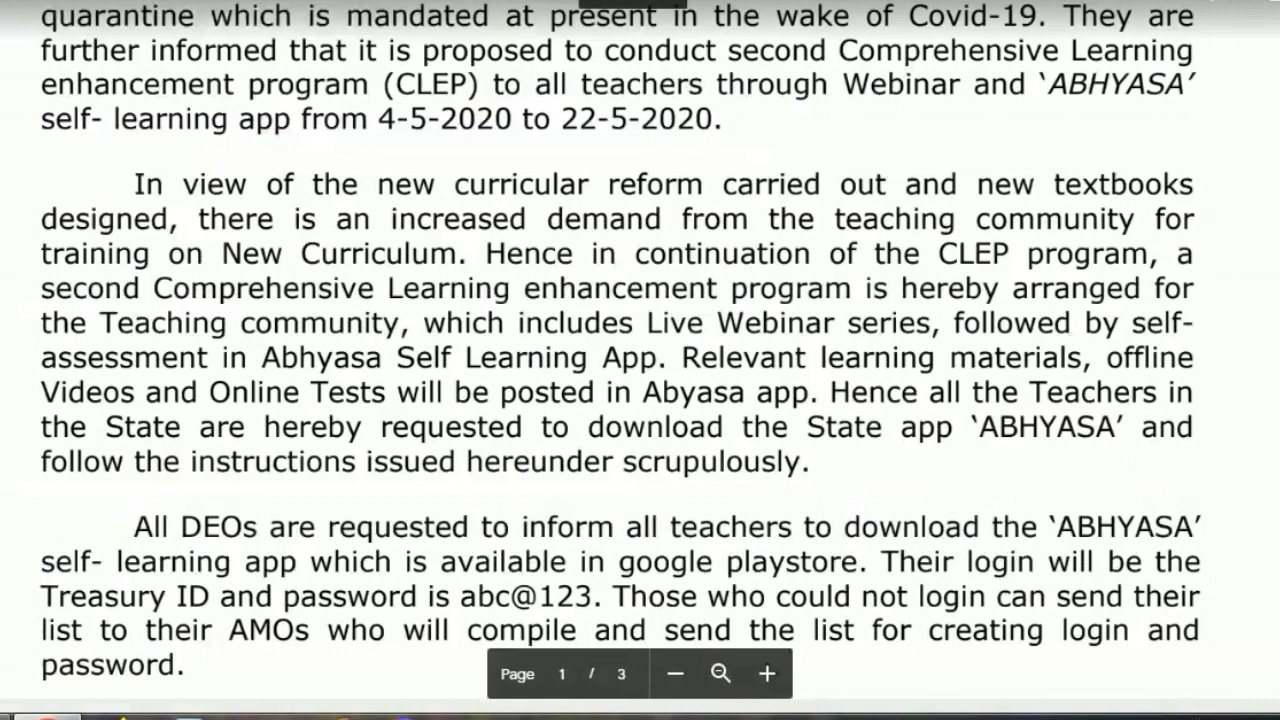 quarantine which is mandated at present in the wake of Covid-19. They are
further informed that it is proposed to conduct second Comprehensive Learning
enhancement program (CLEP) to all teachers through Webinar and ‘ABHYASA’
self- learning app from 4-5-2020 to 22-5-2020.
In view of the new curricular reform carried out and new textbooks
designed, there is an increased demand from the teaching community for
training on New Curriculum. Hence in continuation of the CLEP program, a
second Comprehensive Learning enhancement program is hereby arranged for
the Teaching community, which includes Live Webinar series, followed by self-
assessment in Abhyasa Self Learning App. Relevant learning materials, offline
Videos and Online Tests will be posted in Abyasa app. Hence all the Teachers in
the State are hereby requested to download the State app ‘ABHYASA’ and
follow the instructions issued hereunder scrupulously.
All DEOs are requested to inform all teachers to download the ‘ABHYASA’
self- learning app which is available in google playstore. Their login will be the
Treasury ID and password is abc@123. Those who could not login can send their
list to their AMOs who will compile and send the list for creating login and
password.
Page 1 / 3